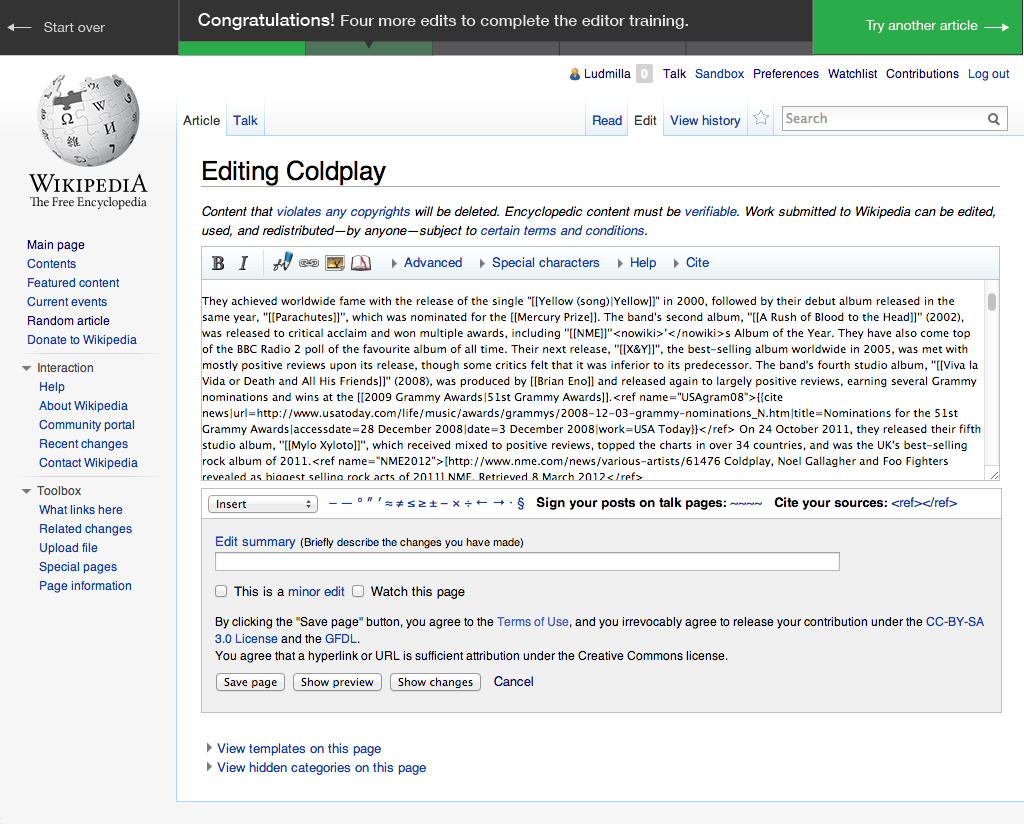 Start over
Congratulations! Four more edits to complete the editor training.
Try another article
Ludmilla 0 Talk Sandbox Preferences Watchlist Contributions Log out
Article Talk Read Edit View history Search
WIKIPEDIA
The Free Encyclopedia
Main page
Contents
Featured content
Current events
Random article
Donate to Wikipedia
Interaction
Help
About Wikipedia
Community portal
Recent changes
Contact Wikipedia
Toolbox
What links here
Related changes
Upload file
Special pages
Page information
Editing Coldplay
Content that violates any copyrights will be deleted. Encyclopedic content must be verifiable. Work submitted to Wikipedia can be edited,
used, and redistributed—by anyone—subject to certain terms and conditions.
B I Advanced Special characters Help Cite
They achieved worldwide fame with the release of the single "[[Yellow (song)|Yellow]]" in 2000, followed by their debut album released in the
same year, ''[[Parachutes]]'', which was nominated for the [[Mercury Prize]]. The band's second album, ''[[A Rush of Blood to the Head]]'' (2002),
was released to critical acclaim and won multiple awards, including ''[[NME]]''<nowiki>'</nowiki>s Album of the Year. They have also come top
of the BBC Radio 2 poll of the favourite album of all time. Their next release, ''[[X&Y]]'', the best-selling album worldwide in 2005, was met with
mostly positive reviews upon its release, though some critics felt that it was inferior to its predecessor. The band's fourth studio album, ''[[Viva la
Vida or Death and All His Friends]]'' (2008), was produced by [[Brian Eno]] and released again to largely positive reviews, earning several Grammy
nominations and wins at the [[2009 Grammy Awards|51st Grammy Awards]].<ref name="USAgram08">{{cite
news|url=http://www.usatoday.com/life/music/awards/grammys/2008-12-03-grammy-nominations_N.htm|title=Nominations for the 51st
Grammy Awards|accessdate=28 December 2008|date=3 December 2008|work=USA Today}}</ref> On 24 October 2011, they released their fifth
studio album, ''[[Mylo Xyloto]]'', which received mixed to positive reviews, topped the charts in over 34 countries, and was the UK's best-selling
rock album of 2011.<ref name="NME2012">[http://www.nme.com/news/various-artists/61476 Coldplay, Noel Gallagher and Foo Fighters
revealed as biggest selling rock acts of 2011] NME. Retrieved 8 March 2012</ref>
Insert – — ° ″ ′ ≈ ≠ ≤ ≥ ± − × ÷ ← → · § Sign your posts on talk pages: ~~~~ Cite your sources: <ref></ref>
Edit summary (Briefly describe the changes you have made)
This is a minor edit Watch this page
By clicking the "Save page" button, you agree to the Terms of Use, and you irrevocably agree to release your contribution under the CC-BY-SA
3.0 License and the GFDL.
You agree that a hyperlink or URL is sufficient attribution under the Creative Commons license.
Save page Show preview Show changes Cancel
View templates on this page
View hidden categories on this page